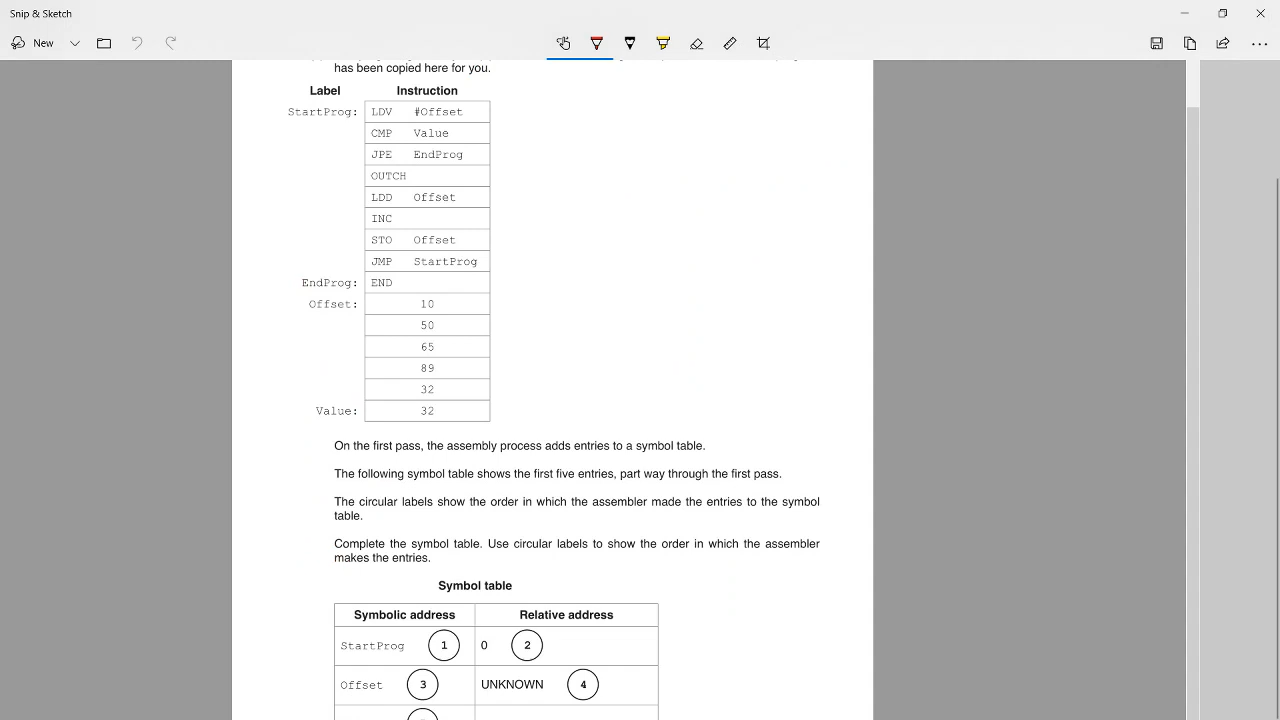 Snip & Sketch
New
has been copied here for you.
Label Instruction
StartProg: LDV #Offset
CMP Value
JPE EndProg
OUTCH
LDD Offset
INC
STO Offset
JMP StartProg
EndProg: END
Offset: 10
50
65
89
32
Value: 32
On the first pass, the assembly process adds entries to a symbol table.
The following symbol table shows the first five entries, part way through the first pass.
The circular labels show the order in which the assembler made the entries to the symbol
table.
Complete the symbol table. Use circular labels to show the order in which the assembler
makes the entries.
Symbol table
Symbolic address Relative address
StartProg 1 0 2
Offset 3 UNKNOWN 4